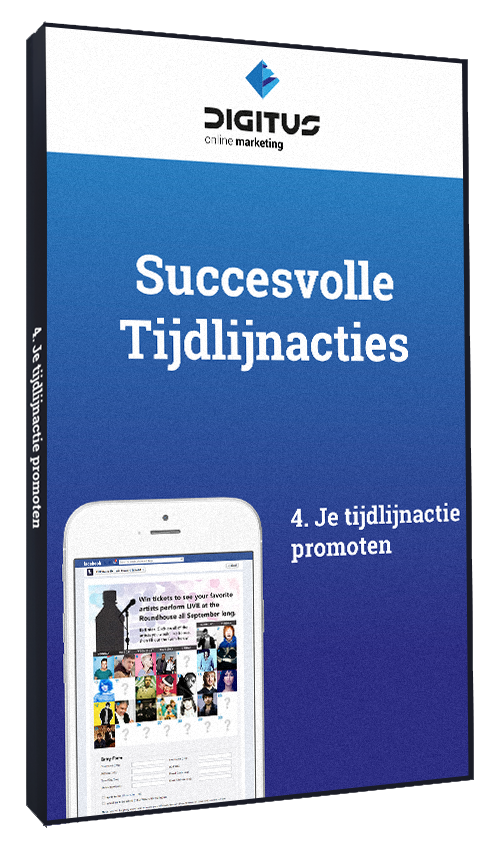 DIGITUS
online marketing
Succesvolle
Tijdlijnacties
4. Je tijdlijnactie promoten
4. Je tijdlijnactie
promoten
facebook
Win tickets to see your favorite
artists perform LIVE at the
Roundhouse all September long.
Entry Form